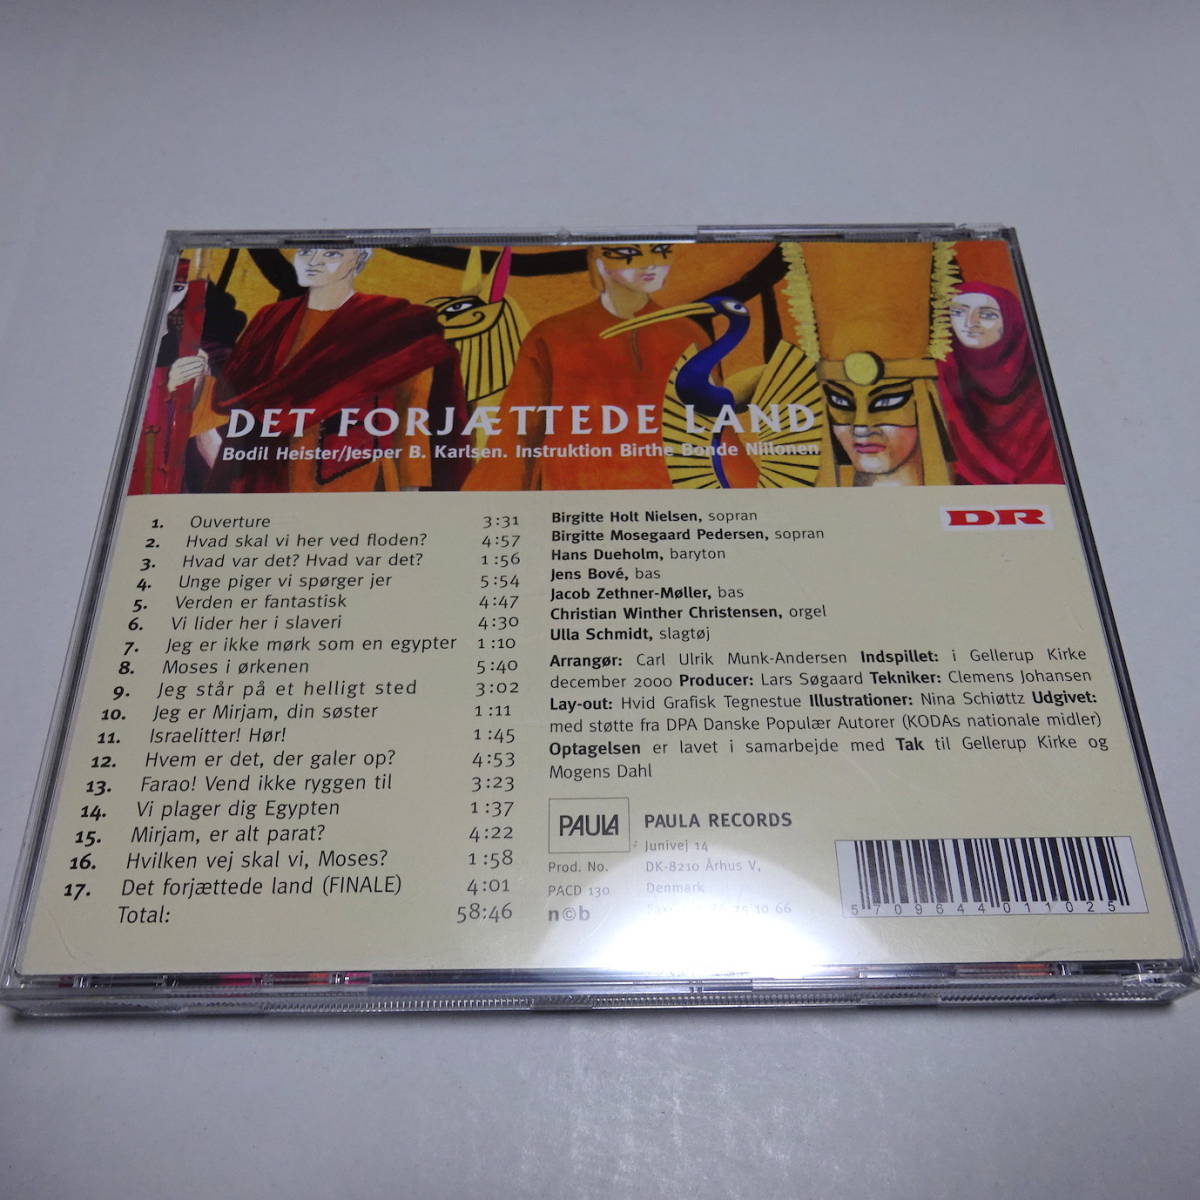 DET FORJÆTTEDE LAND
Bodil Heister/Jesper B. Karlsen. Instruktion Birthe Bonde Niilonen
1. Ouverture 3:31
2. Hvad skal vi her ved floden? 4:57
3. Hvad var det? Hvad var det? 1:56
4. Unge piger vi spørger jer 5:54
5. Verden er fantastisk 4:47
6. Vi lider her i slaveri 4:30
7. Jeg er ikke mørk som en egypter 1:10
8. Moses i ørkenen 5:40
9. Jeg står på et helligt sted 3:02
10. Jeg er Mirjam, din søster 1:11
11. Israelitter! Hør! 1:45
12. Hvem er det, der galer op? 4:53
13. Farao! Vend ikke ryggen til 3:23
14. Vi plager dig Egypten 1:37
15. Mirjam, er alt parat? 4:22
16. Hvilken vej skal vi, Moses? 1:58
17. Det forjættede land (FINALE) 4:01
Total: 58:46
DR
Birgitte Holt Nielsen, sopran
Birgitte Mosegaard Pedersen, sopran
Hans Dueholm, baryton
Jens Bové, bas
Jacob Zethner-Møller, bas
Christian Winther Christensen, orgel
Ulla Schmidt, slagtøj
Arrangør: Carl Ulrik Munk-Andersen Indspillet: i Gellerup Kirke
december 2000 Producer: Lars Søgaard Tekniker: Clemens Johansen
Lay-out: Hvid Grafisk Tegnestue Illustrationer: Nina Schiøttz Udgivet:
med støtte fra DPA Danske Populær Autorer (KODAs nationale midler)
Optagelsen er lavet i samarbejde med Tak til Gellerup Kirke og
Mogens Dahl
PAULA
PAULA RECORDS
Junivej 14
DK-8210 Århus V,
Denmark
75 10 66
Prod. No.
PACD 130
n©b
5709644011025